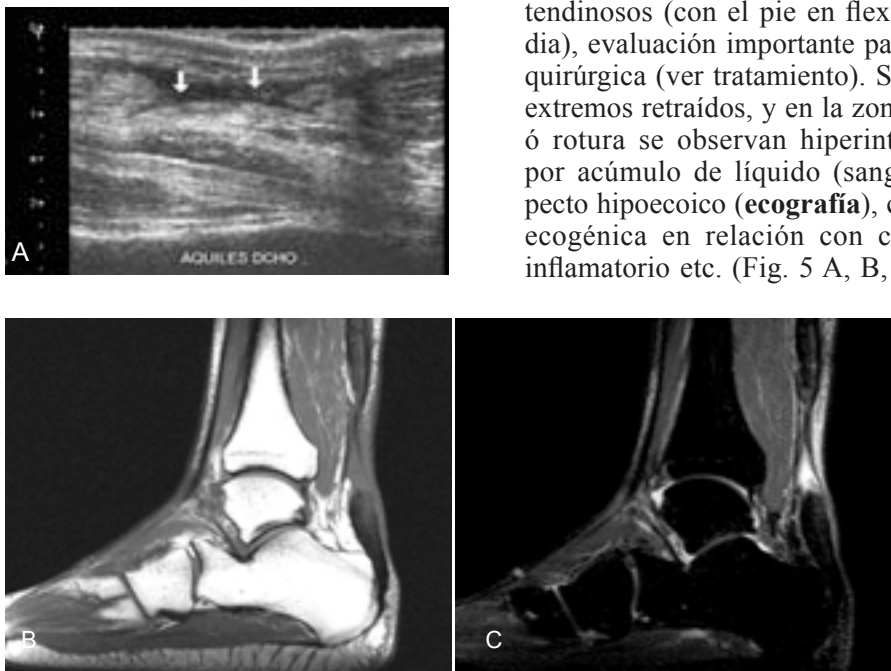 A
AQUILES DCHO
tendinosos (con el pie en flex
dia), evaluación importante pa
quirúrgica (ver tratamiento). S
extremos retraídos, y en la zon
ó rotura se observan hiperint
por acúmulo de líquido (sang
pecto hipoecoico (ecografía), c
ecogénica en relación con c
inflamatorio etc. (Fig. 5 A, B,
B
C